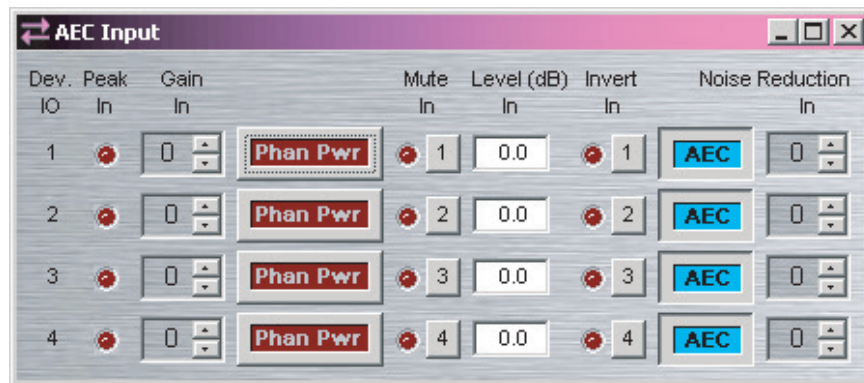 AEC Input
Dev. Peak Gain Mute Level (dB) Invert Noise Reduction
IO In In In In In In
1 0 Phan Pwr 1 0.0 1 AEC 0
2 0 Phan Pwr 2 0.0 2 AEC 0
3 0 Phan Pwr 3 0.0 3 AEC 0
4 0 Phan Pwr 4 0.0 4 AEC 0